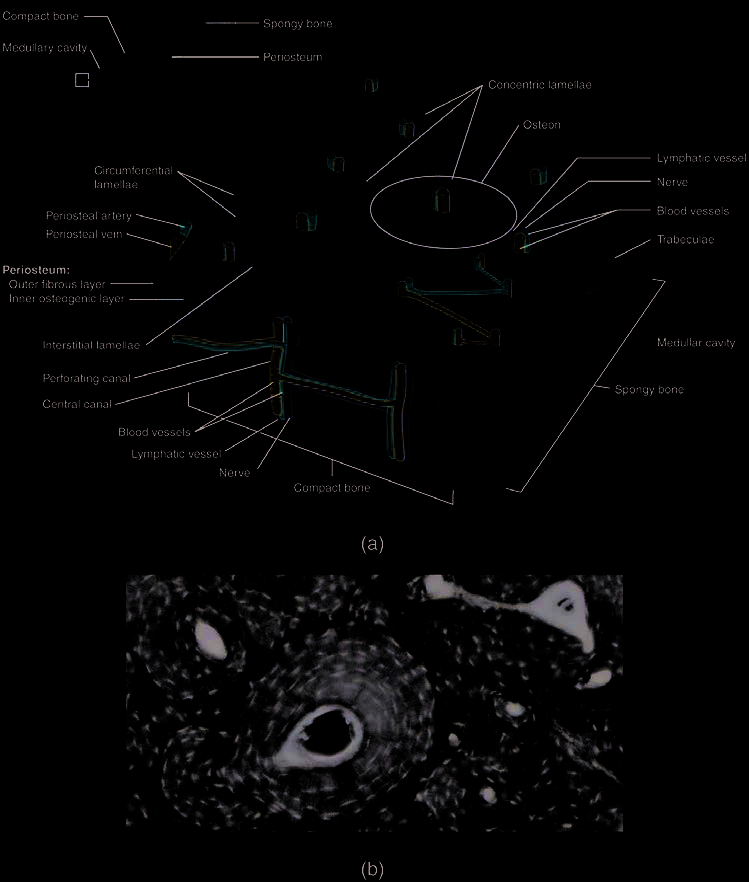 Compact bone
Spongy bone
Medullary cavity
Periosteum
Concentric lamellae
Osteon
Lymphatic vessel
Nerve
Blood vessels
Trabeculae
Circumferential
lamellae
Periosteal artery
Periosteal vein
Periosteum:
Outer fibrous layer
Inner osteogenic layer
Interstitial lamellae
Medullar cavity
Perforating canal
Spongy bone
Central canal
Blood vessels
Lymphatic vessel
Nerve
Compact bone
(a)
(b)